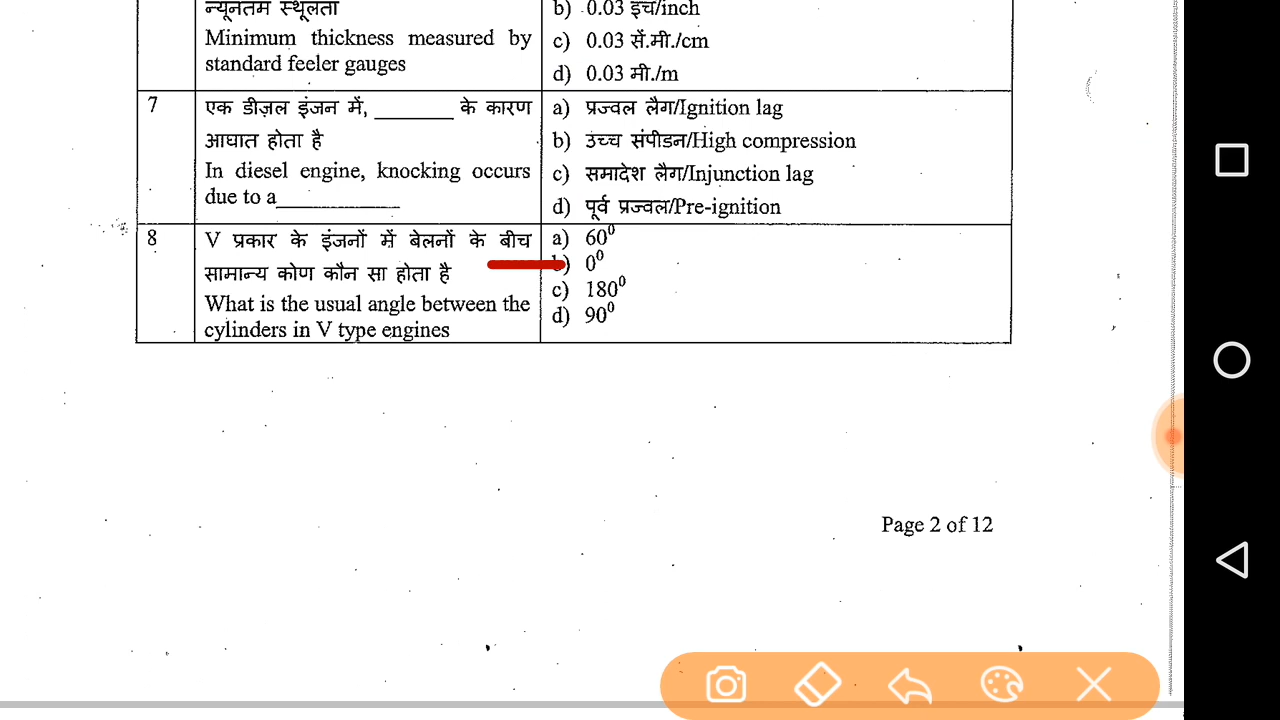 न्यूनतम स्थूलता
Minimum thickness measured by
standard feeler gauges
b) 0.03 इंच/inch
c) 0.03 सें.मी./cm
d) 0.03 मी./m
7
एक डीज़ल इंजन में, ________ के कारण
आघात होता है
In diesel engine, knocking occurs
due to a____________
a) प्रज्वल लैग/Ignition lag
b) उच्च संपीडन/High compression
c) समादेश लैग/Injunction lag
d) पूर्व प्रज्वल/Pre-ignition
8
V प्रकार के इंजनों में बेलनों के बीच
सामान्य कोण कौन सा होता है
What is the usual angle between the
cylinders in V type engines
a) 60⁰
b) 0⁰
c) 180⁰
d) 90⁰
Page 2 of 12